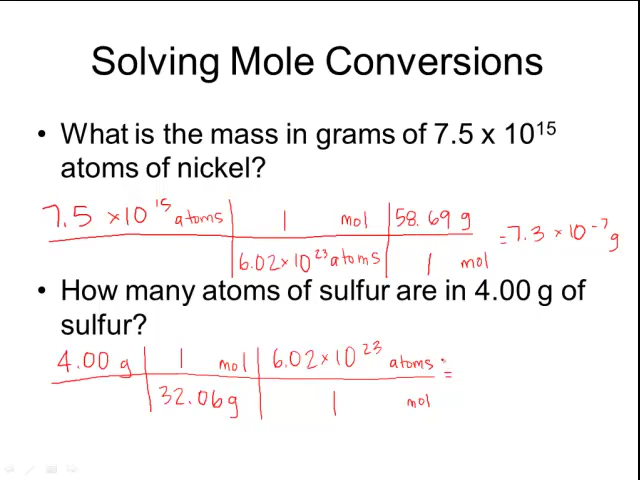 Solving Mole Conversions
• What is the mass in grams of 7.5 x 10¹⁵
atoms of nickel?
7.5 × 10¹⁵ atoms | 1 mol | 58.69 g
= 7.3 × 10⁻⁷ g
6.02 × 10²³ atoms | 1 mol
• How many atoms of sulfur are in 4.00 g of
sulfur?
4.00 g | 1 mol | 6.02 × 10²³ atoms =
32.06 g | 1 mol